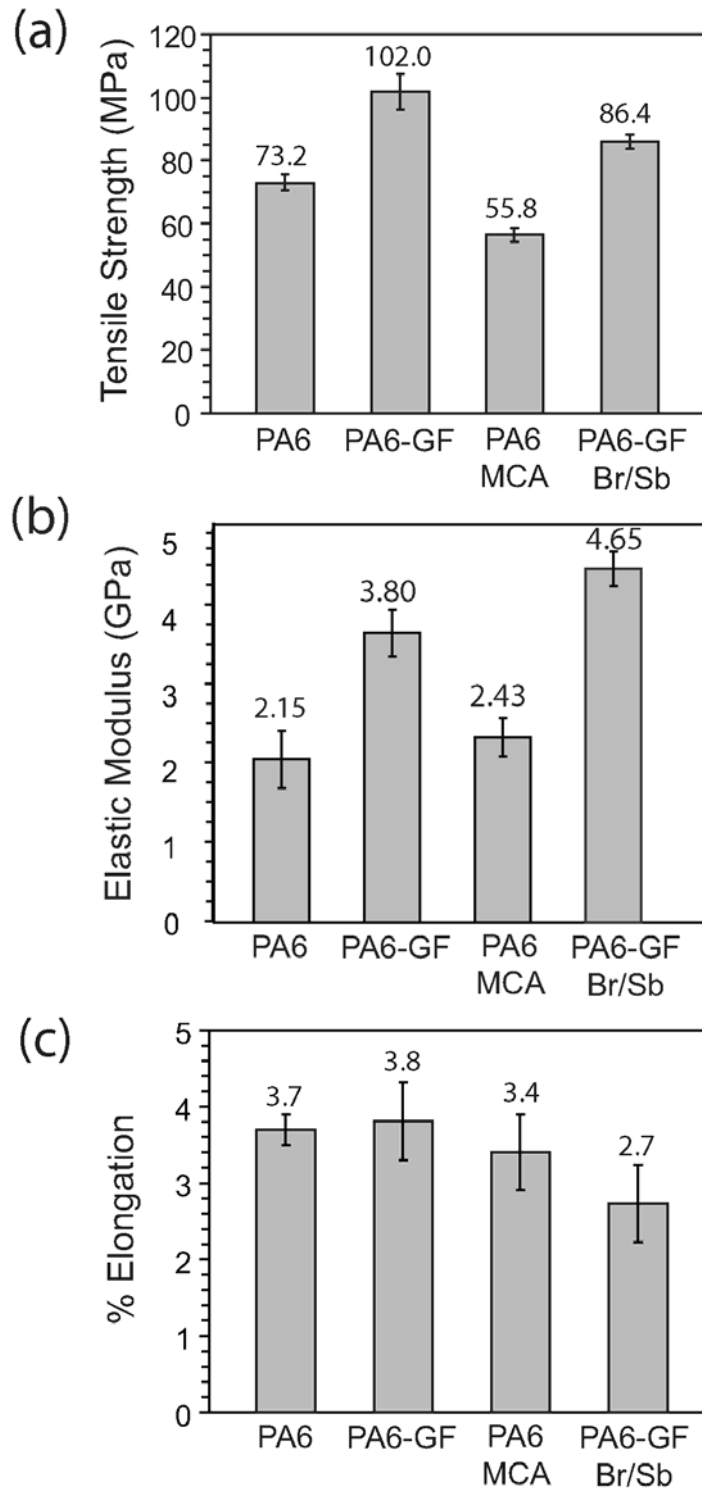 (a)
Tensile Strength (MPa)
120
100
80
60
40
20
0
73.2
102.0
55.8
86.4
PA6
PA6-GF
PA6
MCA
PA6-GF
Br/Sb
(b)
Elastic Modulus (GPa)
5
4
3
2
1
0
2.15
3.80
2.43
4.65
PA6
PA6-GF
PA6
MCA
PA6-GF
Br/Sb
(c)
% Elongation
5
4
3
2
1
0
3.7
3.8
3.4
2.7
PA6
PA6-GF
PA6
MCA
PA6-GF
Br/Sb